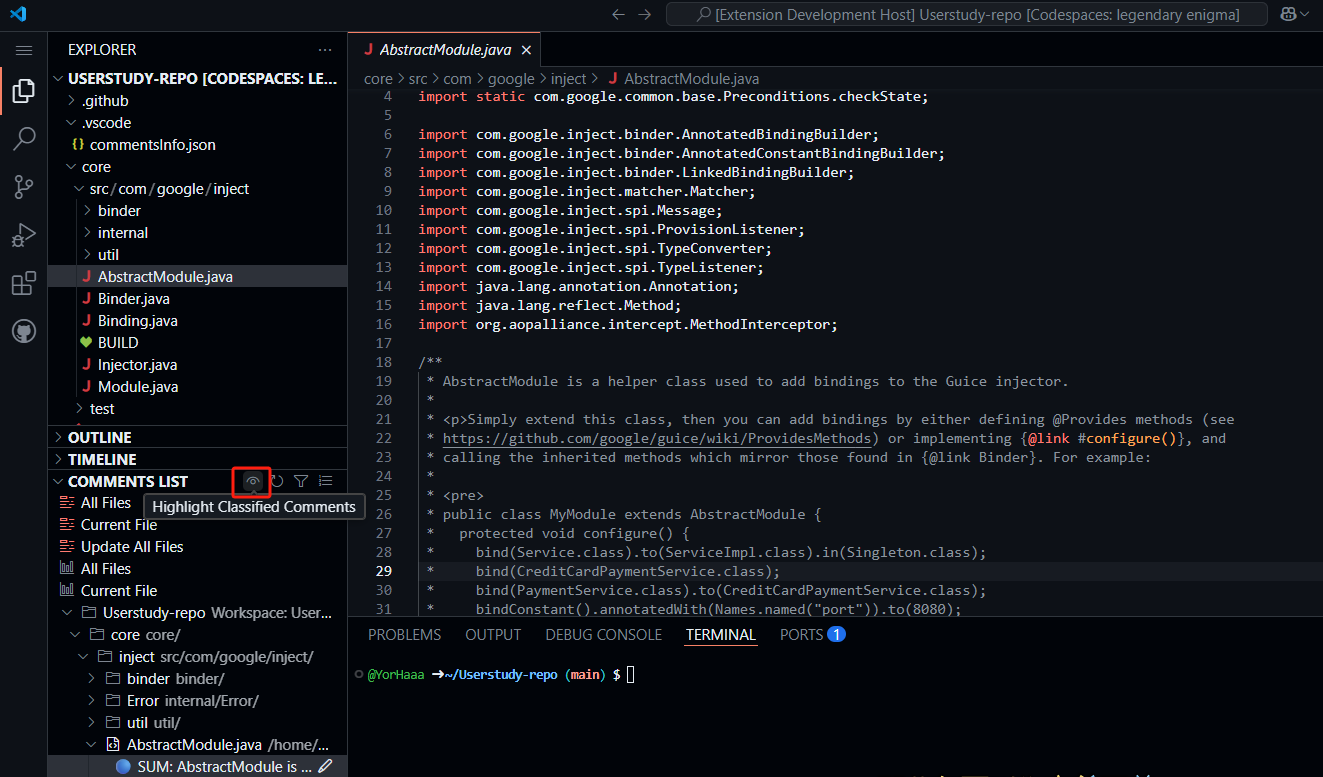 [Extension Development Host] Userstudy-repo [Codespaces: legendary enigma]
EXPLORER
USERSTUDY-REPO [CODESPACES: LE...
.github
.vscode
{} commentsInfo.json
core
src/com/google/inject
binder
internal
util
J AbstractModule.java
J Binder.java
J Binding.java
BUILD
J Injector.java
J Module.java
test
OUTLINE
TIMELINE
COMMENTS LIST
Highlight Classified Comments
All Files
Current File
Update All Files
All Files
Current File
Userstudy-repo Workspace: User...
core core/
inject src/com/google/inject/
binder binder/
Error internal/Error/
util util/
AbstractModule.java /home/...
SUM: AbstractModule is ...
J AbstractModule.java
core > src > com > google > inject > J AbstractModule.java
4 import static com.google.common.base.Preconditions.checkState;
5
6 import com.google.inject.binder.AnnotatedBindingBuilder;
7 import com.google.inject.binder.AnnotatedConstantBindingBuilder;
8 import com.google.inject.binder.LinkedBindingBuilder;
9 import com.google.inject.matcher.Matcher;
10 import com.google.inject.spi.Message;
11 import com.google.inject.spi.ProvisionListener;
12 import com.google.inject.spi.TypeConverter;
13 import com.google.inject.spi.TypeListener;
14 import java.lang.annotation.Annotation;
15 import java.lang.reflect.Method;
16 import org.aopalliance.intercept.MethodInterceptor;
17
18 /**
19 * AbstractModule is a helper class used to add bindings to the Guice injector.
20 *
21 * <p>Simply extend this class, then you can add bindings by either defining @Provides methods (see
22 * https://github.com/google/guice/wiki/ProvidesMethods) or implementing {@link #configure()}, and
23 * calling the inherited methods which mirror those found in {@link Binder}. For example:
24 *
25 * <pre>
26 * public class MyModule extends AbstractModule {
27 *   protected void configure() {
28 *     bind(Service.class).to(ServiceImpl.class).in(Singleton.class);
29 *     bind(CreditCardPaymentService.class);
30 *     bind(PaymentService.class).to(CreditCardPaymentService.class);
31 *     bindConstant().annotatedWith(Names.named("port")).to(8080);
PROBLEMS OUTPUT DEBUG CONSOLE TERMINAL PORTS 1
@YorHaaa ➜ ~/Userstudy-repo (main) $